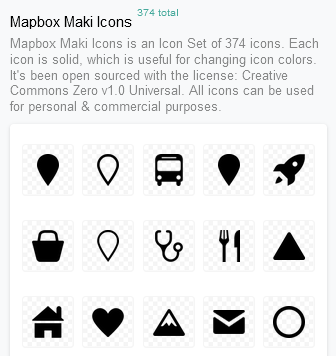 374 total
Mapbox Maki Icons
Mapbox Maki Icons is an Icon Set of 374 icons. Each
icon is solid, which is useful for changing icon colors.
It's been open sourced with the license: Creative
Commons Zero v1.0 Universal. All icons can be used
for personal & commercial purposes.